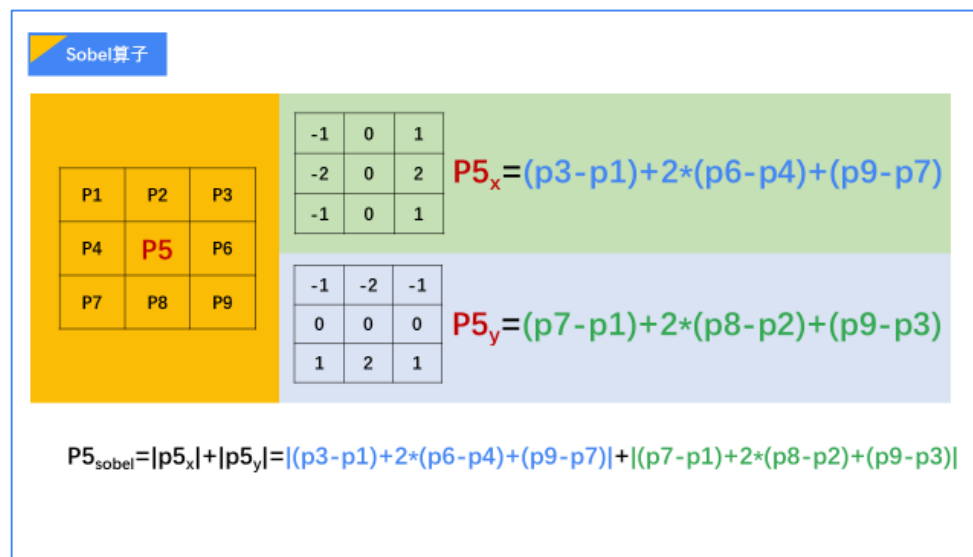 Sobel算子
P1 P2 P3
P4 P5 P6
P7 P8 P9
-1 0 1
-2 0 2
-1 0 1
P5x=(p3-p1)+2*(p6-p4)+(p9-p7)
-1 -2 -1
0 0 0
1 2 1
P5y=(p7-p1)+2*(p8-p2)+(p9-p3)
P5sobel=|p5x|+|p5y|=|(p3-p1)+2*(p6-p4)+(p9-p7)|+|(p7-p1)+2*(p8-p2)+(p9-p3)|